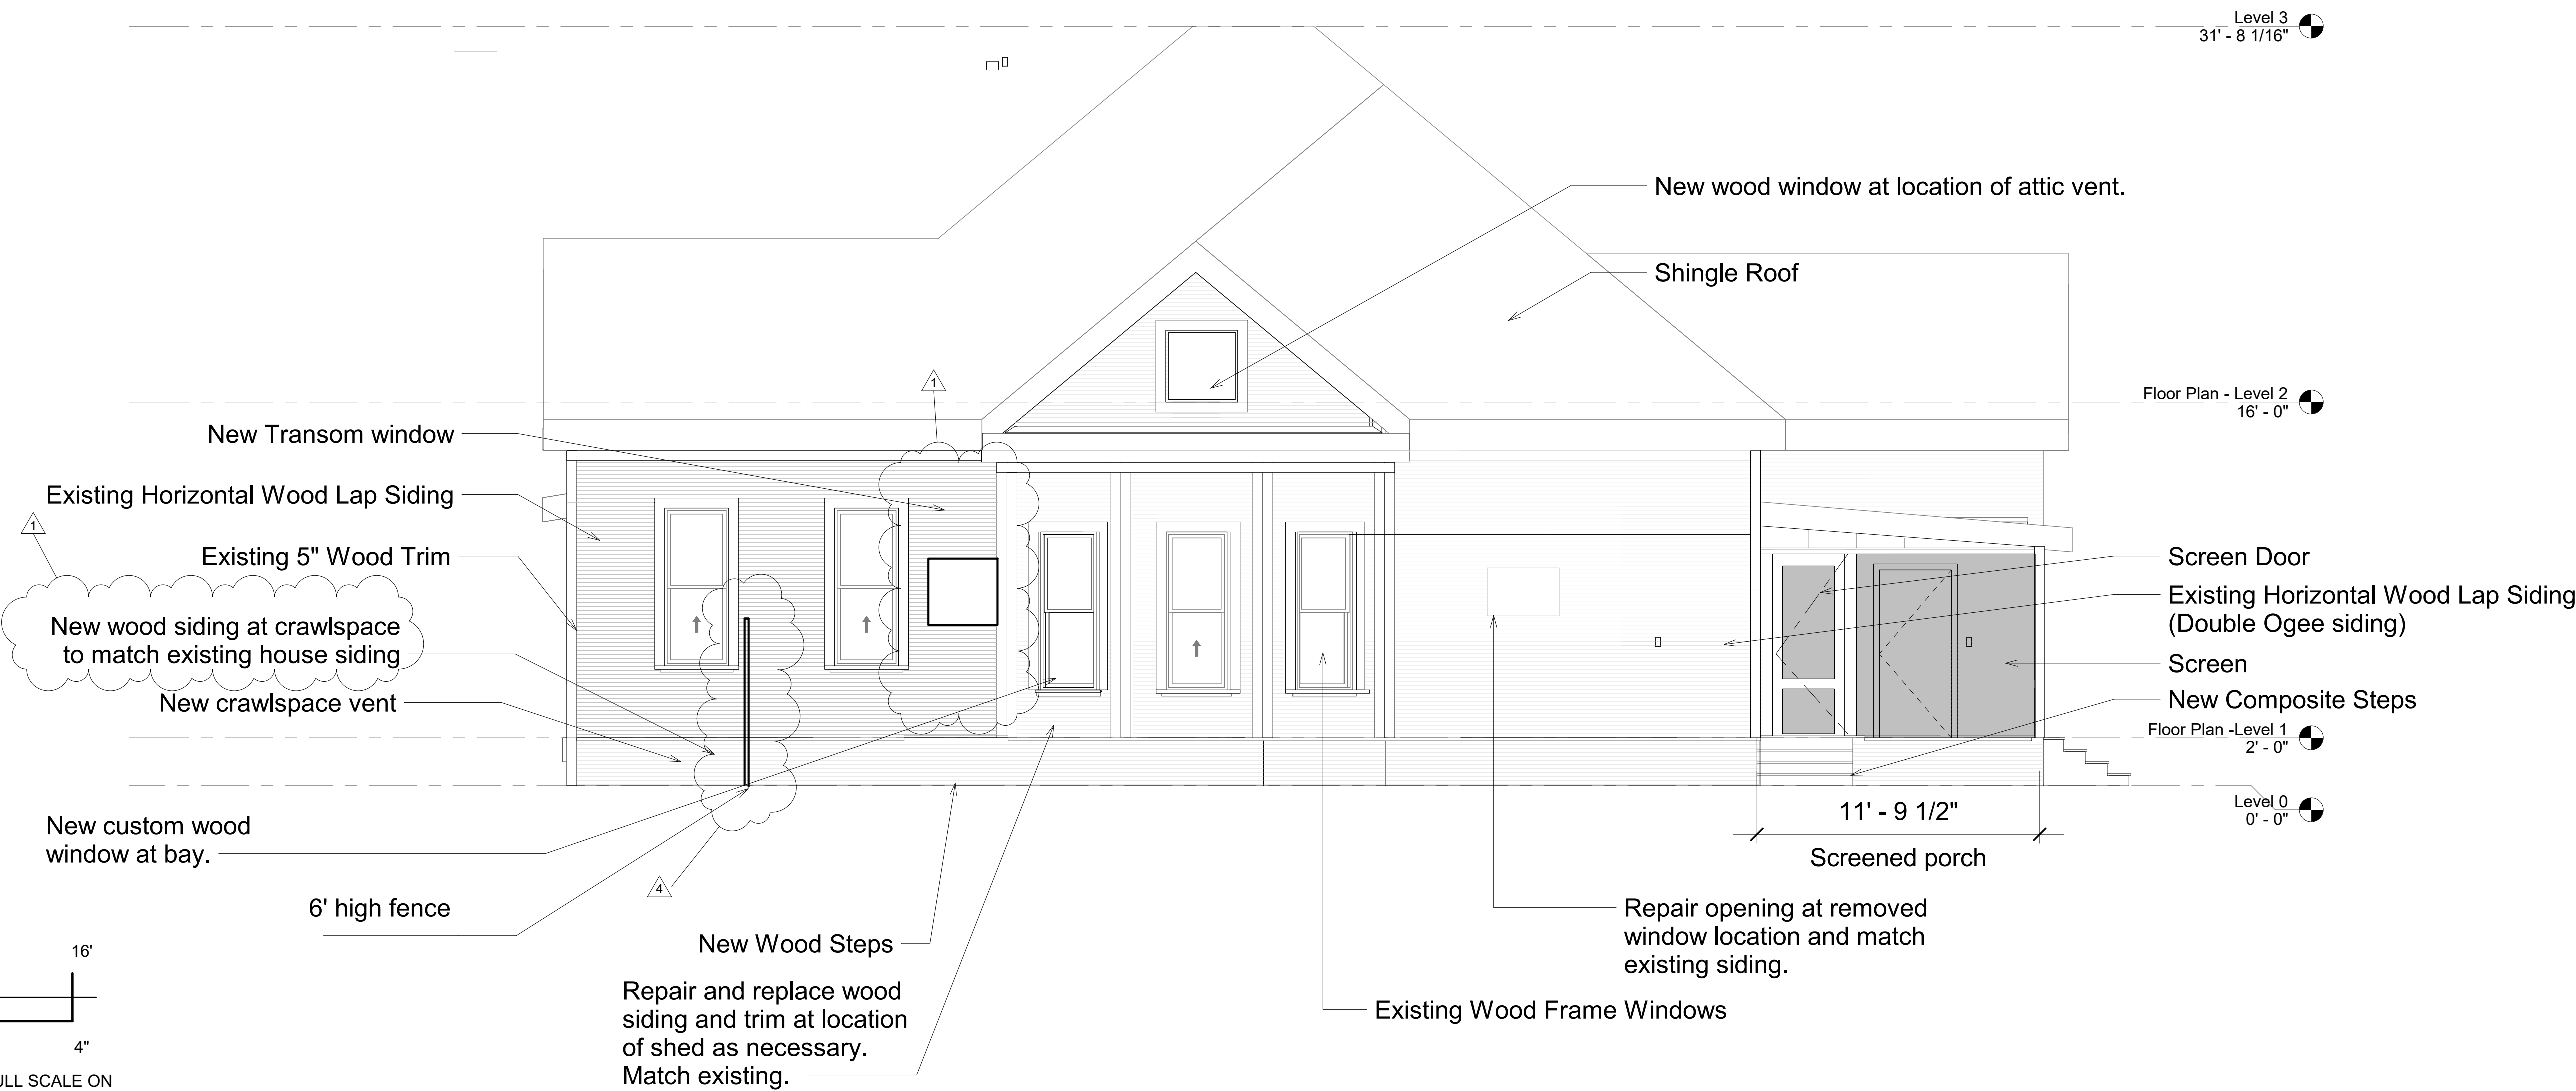 Level 3
31' - 8 1/16"
New wood window at location of attic vent.
Shingle Roof
1
Floor Plan - Level 2
16' - 0"
New Transom window
Existing Horizontal Wood Lap Siding
1
Existing 5" Wood Trim
New wood siding at crawlspace
to match existing house siding
New crawlspace vent
Screen Door
Existing Horizontal Wood Lap Siding
(Double Ogee siding)
Screen
New Composite Steps
Floor Plan -Level 1
2' - 0"
Level 0
0' - 0"
11' - 9 1/2"
Screened porch
New custom wood
window at bay.
4
6' high fence
New Wood Steps
Repair opening at removed
window location and match
existing siding.
Repair and replace wood
siding and trim at location
of shed as necessary.
Match existing.
Existing Wood Frame Windows
16'
4"
SCALE ON